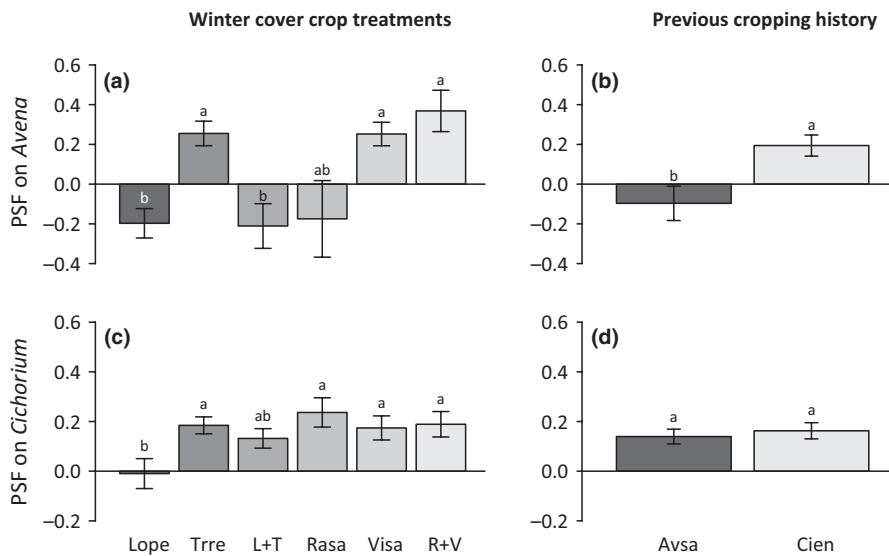 Winter cover crop treatments
Previous cropping history
PSF on Avena
(a)
0.6
0.4
0.2
0.0
−0.2
−0.4
b
a
b
ab
a
a
(b)
0.6
0.4
0.2
0.0
−0.2
−0.4
b
a
PSF on Cichorium
(c)
0.6
0.4
0.2
0.0
−0.2
b
a
ab
a
a
a
Lope Trre L+T Rasa Visa R+V
(d)
0.6
0.4
0.2
0.0
−0.2
a
a
Avsa Cien